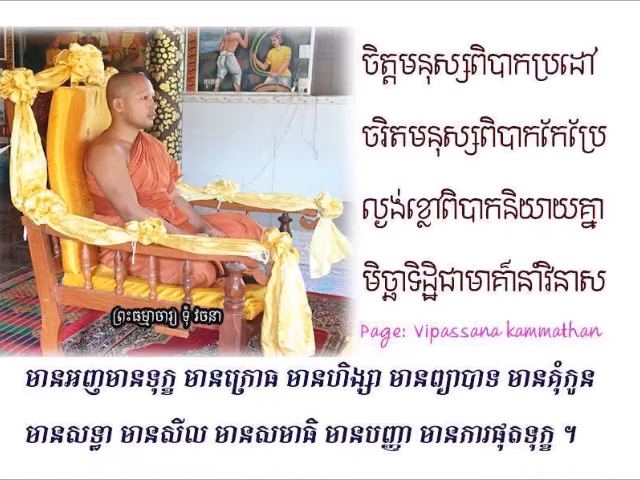 ចិត្តមនុស្សពិបាកប្រដៅ
ចរិតមនុស្សពិបាកកែប្រែ
ល្ងង់ខ្លៅពិបាកនិយាយគ្នា
មិច្ឆាទិដ្ឋិជាមាគ៌ានាំវិនាស
Page: Vipassana kammathan
(ព្រះធម្មាចារ្យ) ទុំ វចនា
មានអញមានទុក្ខ មានក្រោធ មានហិង្សា មានព្យាបាទ មានគុំកួន
មានសទ្ធា មានសីល មានសមាធិ មានបញ្ញា មានការផុតទុក្ខ ។